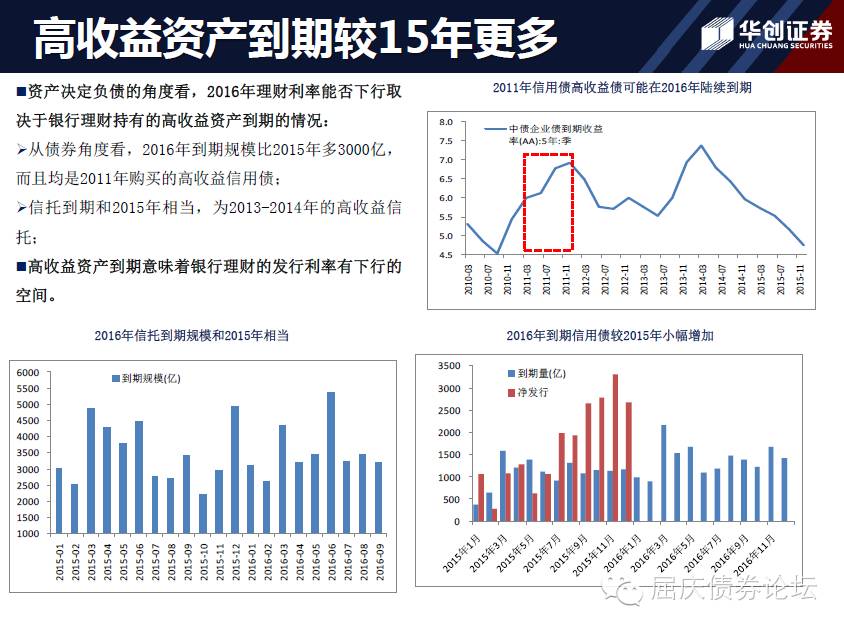 高收益资产到期较15年更多
华创证券
HUA CHUANG SECURITIES
■资产决定负债的角度看，2016年理财利率能否下行取
决于银行理财持有的高收益资产到期的情况：
➢从债券角度看，2016年到期规模比2015年多3000亿，
而且均是2011年购买的高收益信用债；
➢信托到期和2015年相当，为2013-2014年的高收益信
托；
■高收益资产到期意味着银行理财的发行利率有下行的
空间。
2011年信用债高收益债可能在2016年陆续到期
中债企业债到期收益
率(AA):5年:季
8.0
7.5
7.0
6.5
6.0
5.5
5.0
4.5
2010-03
2010-07
2010-11
2011-03
2011-07
2011-11
2012-03
2012-07
2012-11
2013-03
2013-07
2013-11
2014-03
2014-07
2014-11
2015-03
2015-07
2015-11
2016年信托到期规模和2015年相当
到期规模(亿)
6000
5500
5000
4500
4000
3500
3000
2500
2000
1500
1000
2015-01
2015-02
2015-03
2015-04
2015-05
2015-06
2015-07
2015-08
2015-09
2015-10
2015-11
2015-12
2016-01
2016-02
2016-03
2016-04
2016-05
2016-06
2016-07
2016-08
2016-09
2016年到期信用债较2015年小幅增加
到期量(亿)
净发行
3500
3000
2500
2000
1500
1000
500
0
2015年1月
2015年3月
2015年5月
2015年7月
2015年9月
2015年11月
2016年1月
2016年3月
2016年5月
2016年7月
2016年9月
2016年11月
屈庆债券论坛